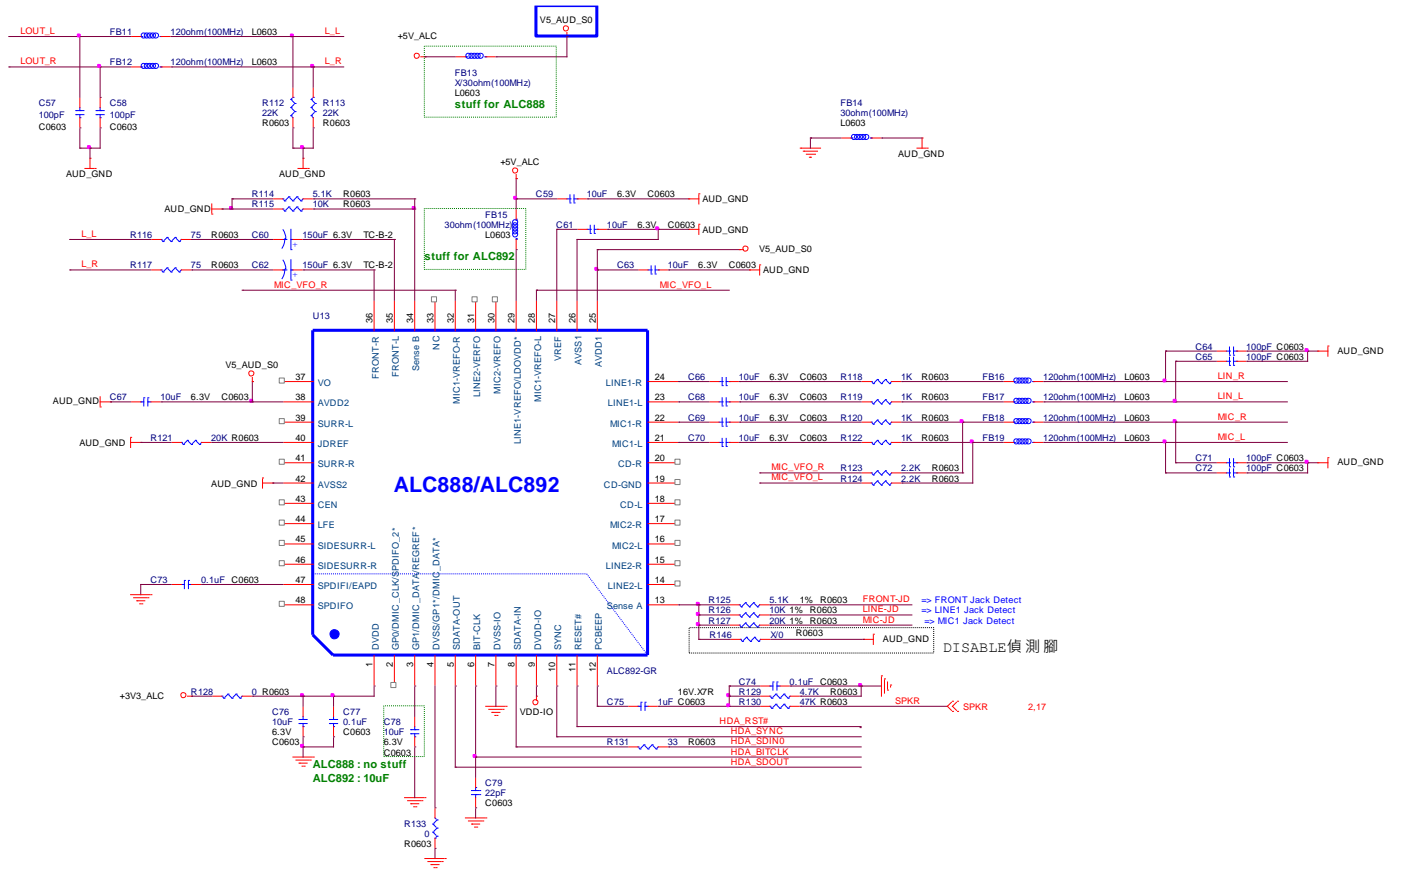 V5_AUD_S0
LOUT_L FB11 120ohm(100MHz) L0603 L_L
+5V_ALC
LOUT_R FB12 120ohm(100MHz) L0603 L_R
FB13
X/30ohm(100MHz)
L0603
stuff for ALC888
C57
100pF
C0603
C58
100pF
C0603
R112
22K
R0603
R113
22K
R0603
FB14
30ohm(100MHz)
L0603
AUD_GND
AUD_GND
AUD_GND
+5V_ALC
R114 5.1K R0603
AUD_GND R115 10K R0603
C59 10uF 6.3V C0603 AUD_GND
FB15
30ohm(100MHz)
L0603
stuff for ALC892
C61 10uF 6.3V C0603 AUD_GND
L_L R116 75 R0603 C60 + 150uF 6.3V TC-B-2
V5_AUD_S0
L_R R117 75 R0603 C62 + 150uF 6.3V TC-B-2
C63 10uF 6.3V C0603 AUD_GND
MIC_VFO_R
MIC_VFO_L
U13
36 35 34 33 32 31 30 29 28 27 26 25
FRONT-R
FRONT-L
Sense B
NC
MIC1-VREFO-R
LINE2-VERFO
MIC2-VREFO
LINE1-VREFO/LDOVDD*
MIC1-VREFO-L
VREF
AVSS1
AVDD1
V5_AUD_S0
37 VO
AUD_GND C67 10uF 6.3V C0603 38 AVDD2
39 SURR-L
AUD_GND R121 20K R0603 40 JDREF
41 SURR-R
AUD_GND 42 AVSS2
43 CEN
44 LFE
45 SIDESURR-L
46 SIDESURR-R
C73 0.1uF C0603 47 SPDIFI/EAPD
48 SPDIFO
ALC888/ALC892
C64 100pF C0603 AUD_GND
C65 100pF C0603
LINE1-R 24 C66 10uF 6.3V C0603 R118 1K R0603 FB16 120ohm(100MHz) L0603 LIN_R
LINE1-L 23 C68 10uF 6.3V C0603 R119 1K R0603 FB17 120ohm(100MHz) L0603 LIN_L
MIC1-R 22 C69 10uF 6.3V C0603 R120 1K R0603 FB18 120ohm(100MHz) L0603 MIC_R
MIC1-L 21 C70 10uF 6.3V C0603 R122 1K R0603 FB19 120ohm(100MHz) L0603 MIC_L
CD-R 20
C71 100pF C0603 AUD_GND
C72 100pF C0603
MIC_VFO_R R123 2.2K R0603
MIC_VFO_L R124 2.2K R0603
CD-GND 19
CD-L 18
MIC2-R 17
MIC2-L 16
LINE2-R 15
LINE2-L 14
Sense A 13
R125 5.1K 1% R0603 FRONT-JD => FRONT Jack Detect
R126 10K 1% R0603 LINE-JD => LINE1 Jack Detect
R127 20K 1% R0603 MIC-JD => MIC1 Jack Detect
R146 X/0 R0603 AUD_GND
DISABLE偵測腳
DVDD
GP0/DMIC_CLK/SPDIFO_2*
GP1/DMIC_DATA/REGREF*
DVSS/GP1*/DMIC_DATA*
SDATA-OUT
BIT-CLK
DVSS-IO
SDATA-IN
DVDD-IO
SYNC
RESET#
PCBEEP
1 2 3 4 5 6 7 8 9 10 11 12
ALC892-GR
+3V3_ALC R128 0 R0603
C76
10uF
6.3V
C0603
C77
0.1uF
C0603
C78
10uF
6.3V
C0603
ALC888 : no stuff
ALC892 : 10uF
VDD-IO
C74 0.1uF C0603
16V.X7R R129 4.7K R0603
C75 1uF C0603 R130 47K R0603 SPKR SPKR 2,17
HDA_RST#
HDA_SYNC
R131 33 R0603 HDA_SDIN0
HDA_BITCLK
HDA_SDOUT
C79
22pF
C0603
R133
0
R0603